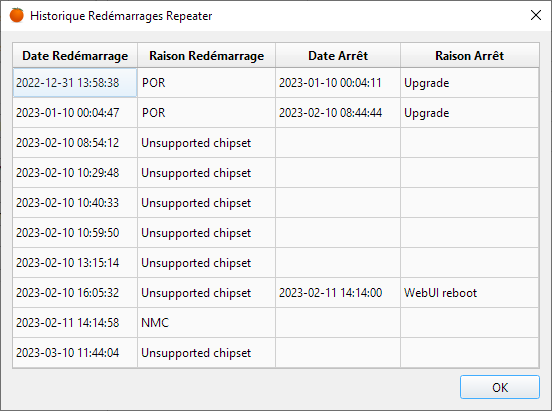 Historique Redémarrages Repeater
Date Redémarrage Raison Redémarrage Date Arrêt Raison Arrêt
2022-12-31 13:58:38 POR 2023-01-10 00:04:11 Upgrade
2023-01-10 00:04:47 POR 2023-02-10 08:44:44 Upgrade
2023-02-10 08:54:12 Unsupported chipset
2023-02-10 10:29:48 Unsupported chipset
2023-02-10 10:40:33 Unsupported chipset
2023-02-10 10:59:50 Unsupported chipset
2023-02-10 13:15:14 Unsupported chipset
2023-02-10 16:05:32 Unsupported chipset 2023-02-11 14:14:00 WebUI reboot
2023-02-11 14:14:58 NMC
2023-03-10 11:44:04 Unsupported chipset
OK